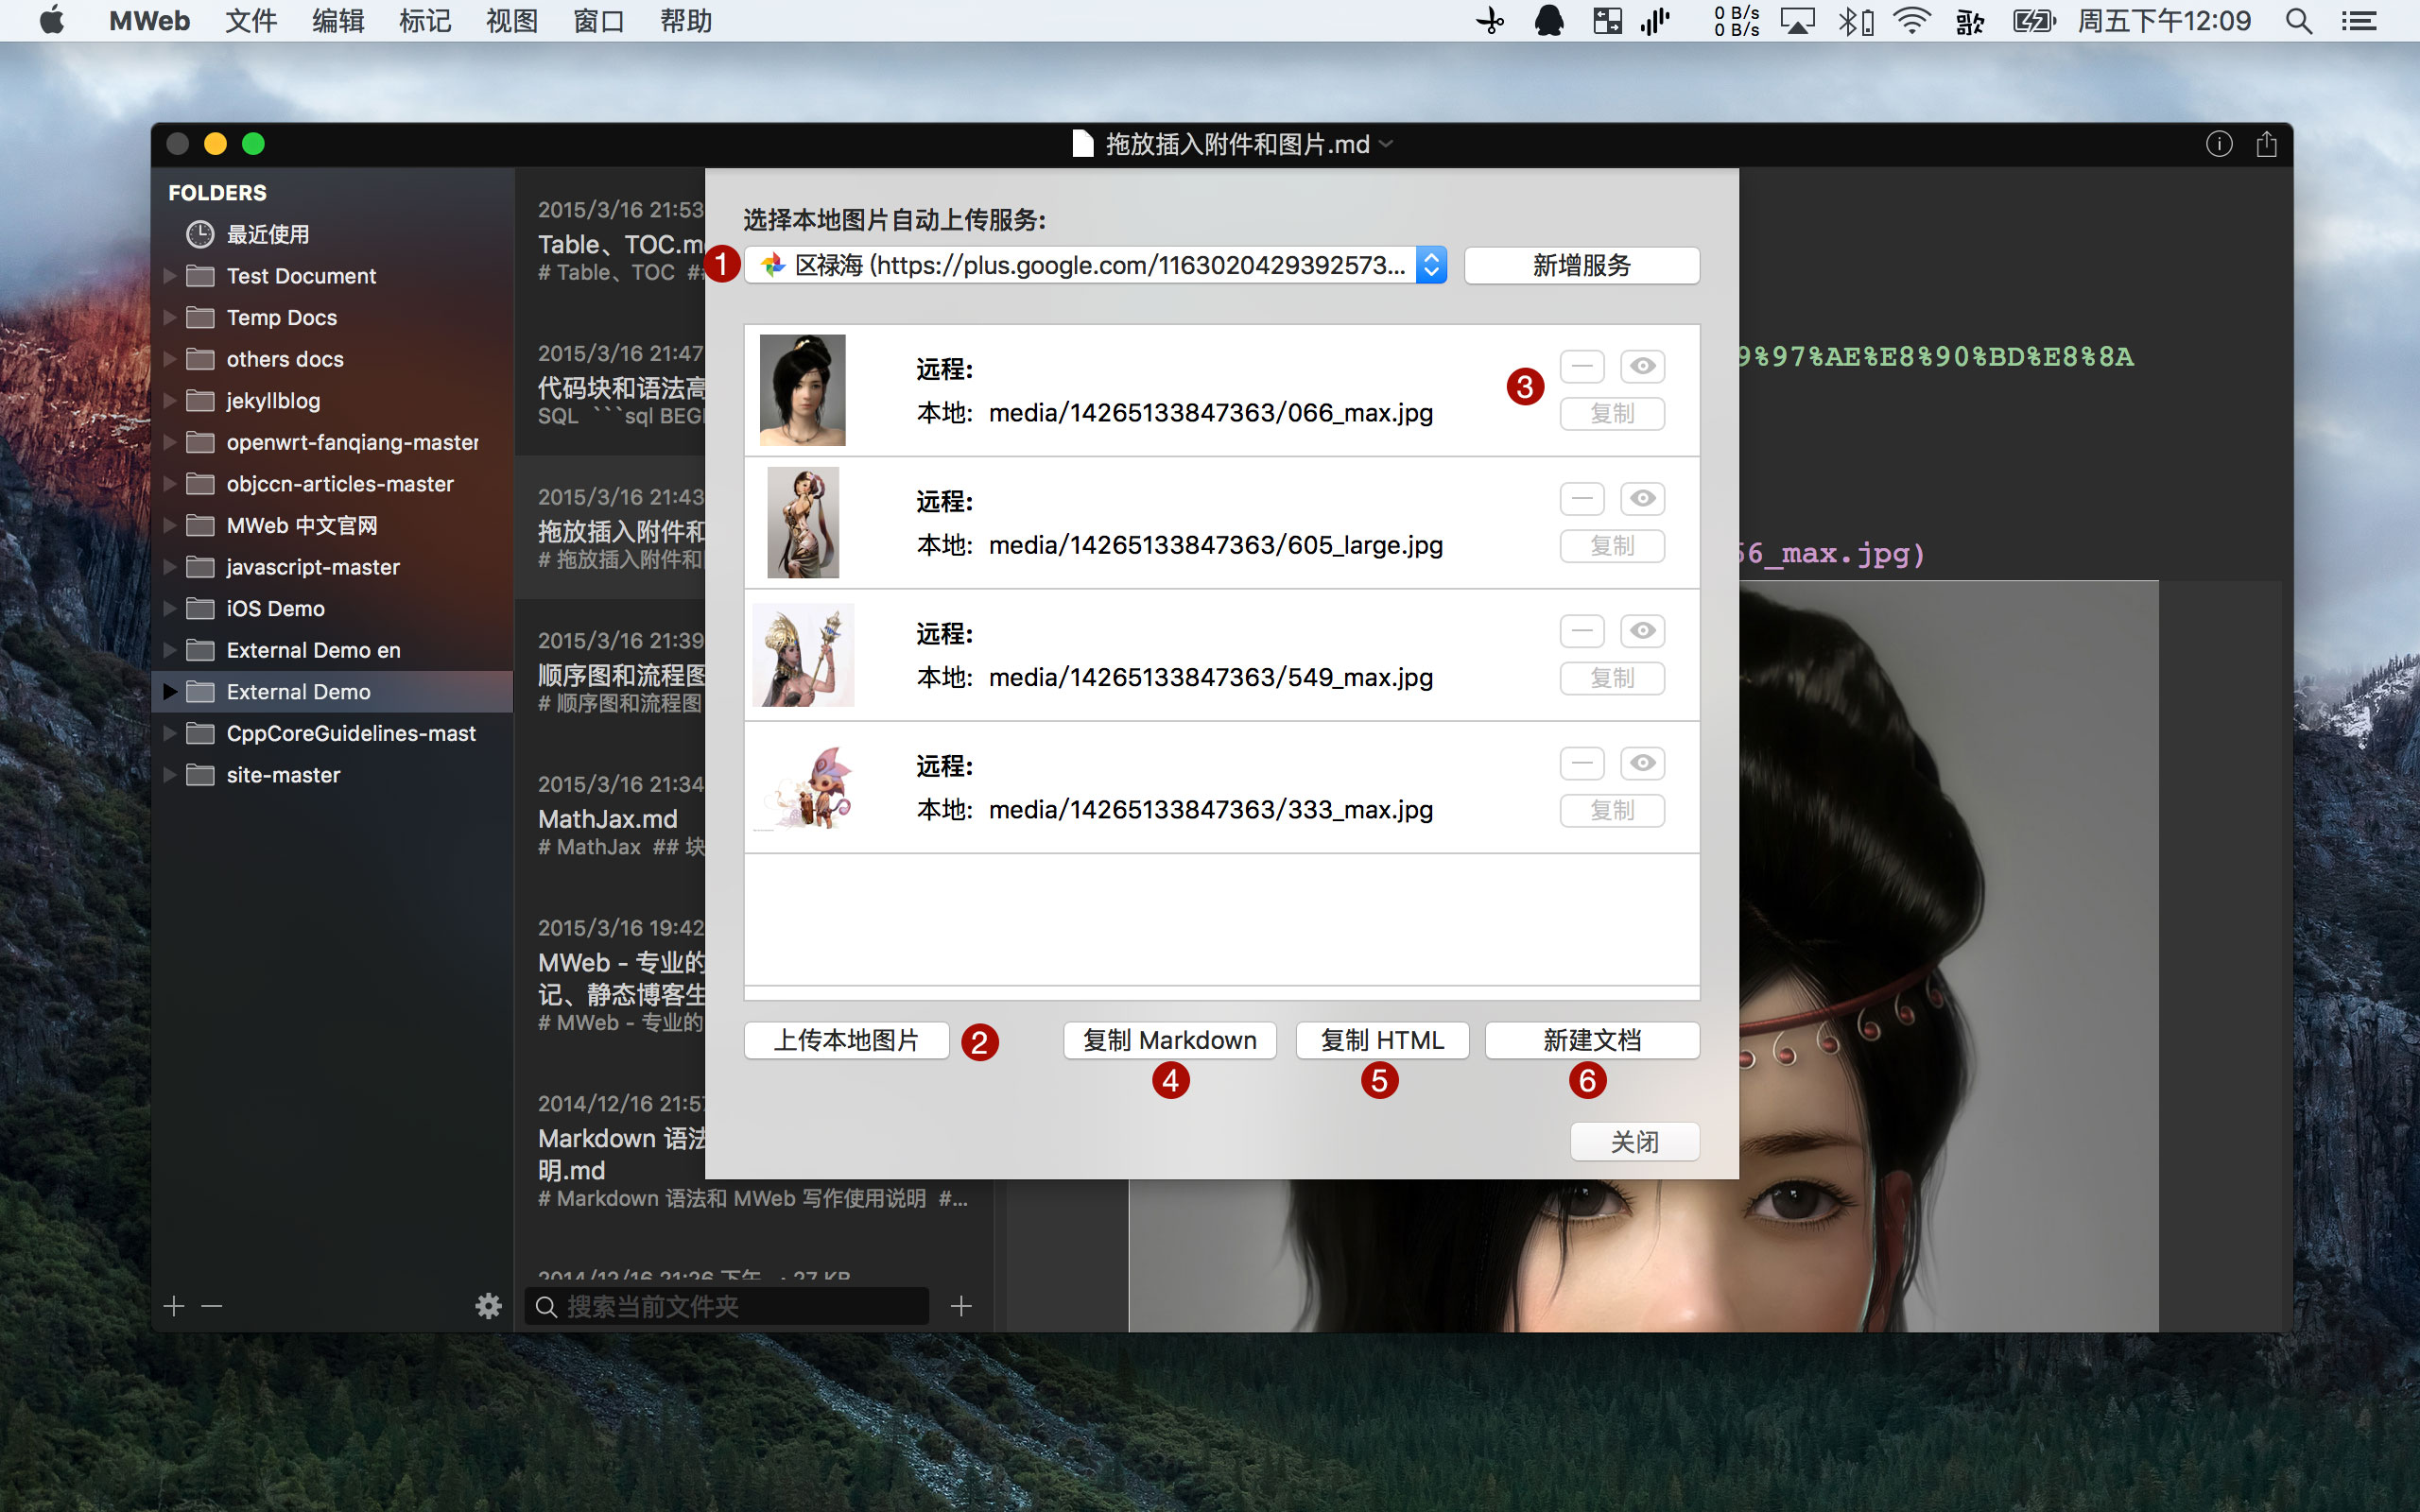 MWeb 文件 编辑 标记 视图 窗口 帮助
0 B/s
0 B/s
歌
周五下午12:09
拖放插入附件和图片.md
FOLDERS
最近使用
Test Document
Temp Docs
others docs
jekyllblog
openwrt-fanqiang-master
objccn-articles-master
MWeb 中文官网
javascript-master
iOS Demo
External Demo en
External Demo
CppCoreGuidelines-mast
site-master
2015/3/16 21:53
Table、TOC.m
# Table、TOC ##
2015/3/16 21:47
代码块和语法高
SQL ```sql BEGI
2015/3/16 21:43
拖放插入附件和
# 拖放插入附件和
2015/3/16 21:39
顺序图和流程图
# 顺序图和流程图
2015/3/16 21:34
MathJax.md
# MathJax ## 块
2015/3/16 19:42
MWeb - 专业的
记、静态博客生
# MWeb - 专业的
2014/12/16 21:57
Markdown 语法
明.md
# Markdown 语法和 MWeb 写作使用说明 #...
2014/12/16 21:26 下午 27 KB
搜索当前文件夹
选择本地图片自动上传服务:
1 区禄海 (https://plus.google.com/1163020429392573... 新增服务
远程:
本地: media/14265133847363/066_max.jpg
3
复制
远程:
本地: media/14265133847363/605_large.jpg
复制
远程:
本地: media/14265133847363/549_max.jpg
复制
远程:
本地: media/14265133847363/333_max.jpg
复制
上传本地图片 2 复制 Markdown 复制 HTML 新建文档
4 5 6
关闭
9%97%AE%E8%90%BD%E8%8A
66_max.jpg)